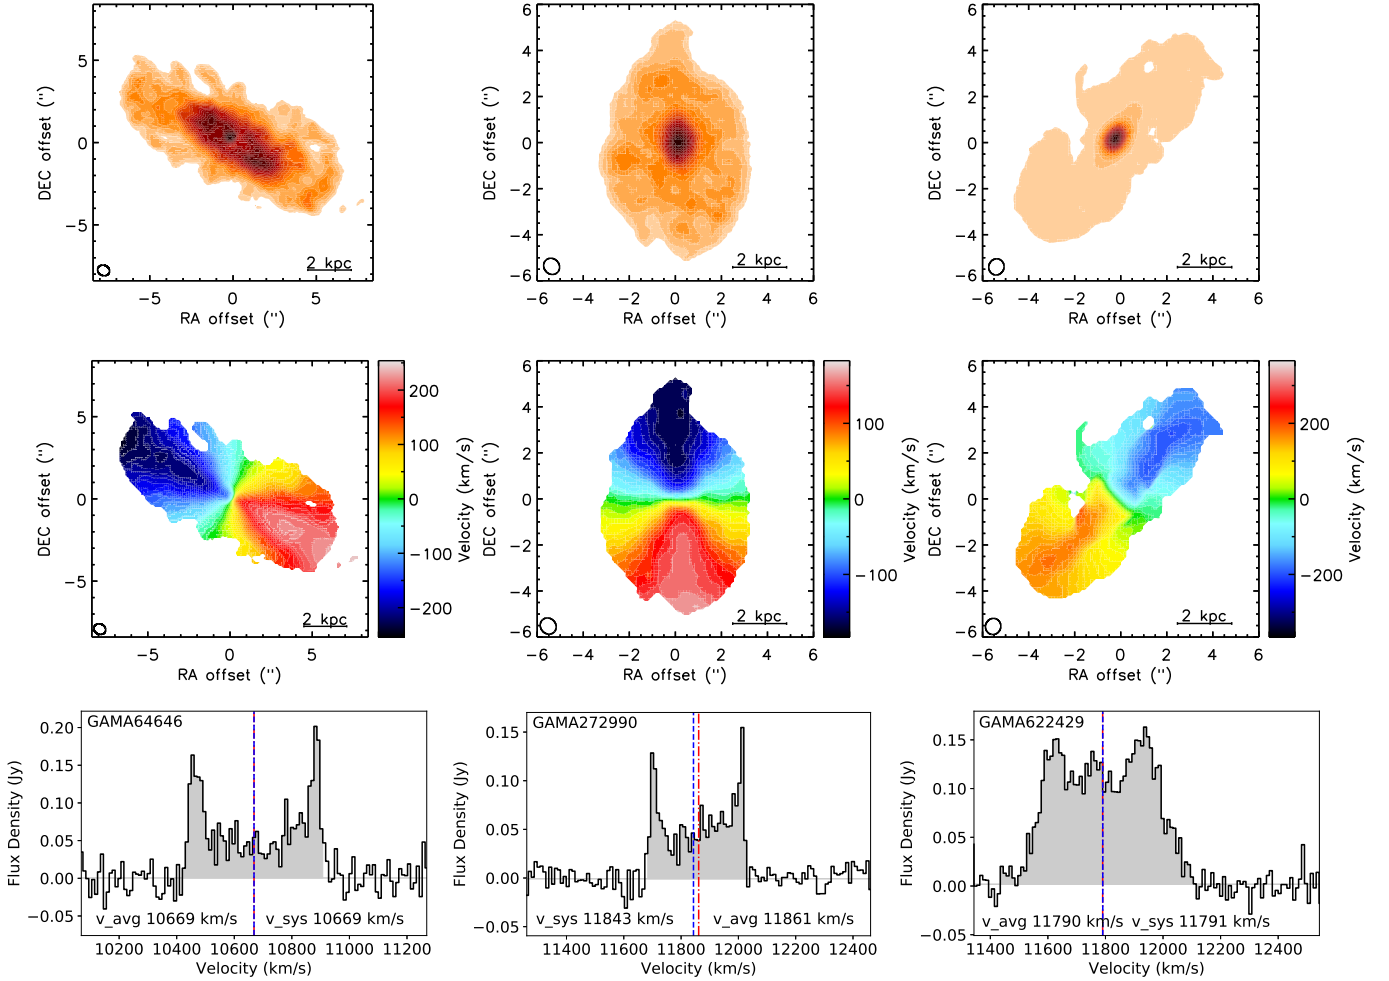 5
0
−5
DEC offset ('')
2 kpc
−5 0 5
RA offset ('')
6
4
2
0
−2
−4
−6
DEC offset ('')
2 kpc
−6 −4 −2 0 2 4 6
RA offset ('')
6
4
2
0
−2
−4
−6
DEC offset ('')
2 kpc
−6 −4 −2 0 2 4 6
RA offset ('')
5
0
−5
DEC offset ('')
2 kpc
−5 0 5
RA offset ('')
200
100
0
−100
−200
Velocity (km/s)
6
4
2
0
−2
−4
−6
DEC offset ('')
2 kpc
−6 −4 −2 0 2 4 6
RA offset ('')
100
0
−100
Velocity (km/s)
6
4
2
0
−2
−4
−6
DEC offset ('')
2 kpc
−6 −4 −2 0 2 4 6
RA offset ('')
200
0
−200
Velocity (km/s)
GAMA64646
0.20
0.15
0.10
0.05
0.00
−0.05
Flux Density (Jy)
v_avg 10669 km/s v_sys 10669 km/s
10200 10400 10600 10800 11000 11200
Velocity (km/s)
GAMA272990
0.15
0.10
0.05
0.00
−0.05
Flux Density (Jy)
v_sys 11843 km/s v_avg 11861 km/s
11400 11600 11800 12000 12200 12400
Velocity (km/s)
GAMA622429
0.15
0.10
0.05
0.00
−0.05
Flux Density (Jy)
v_avg 11790 km/s v_sys 11791 km/s
11400 11600 11800 12000 12200 12400
Velocity (km/s)